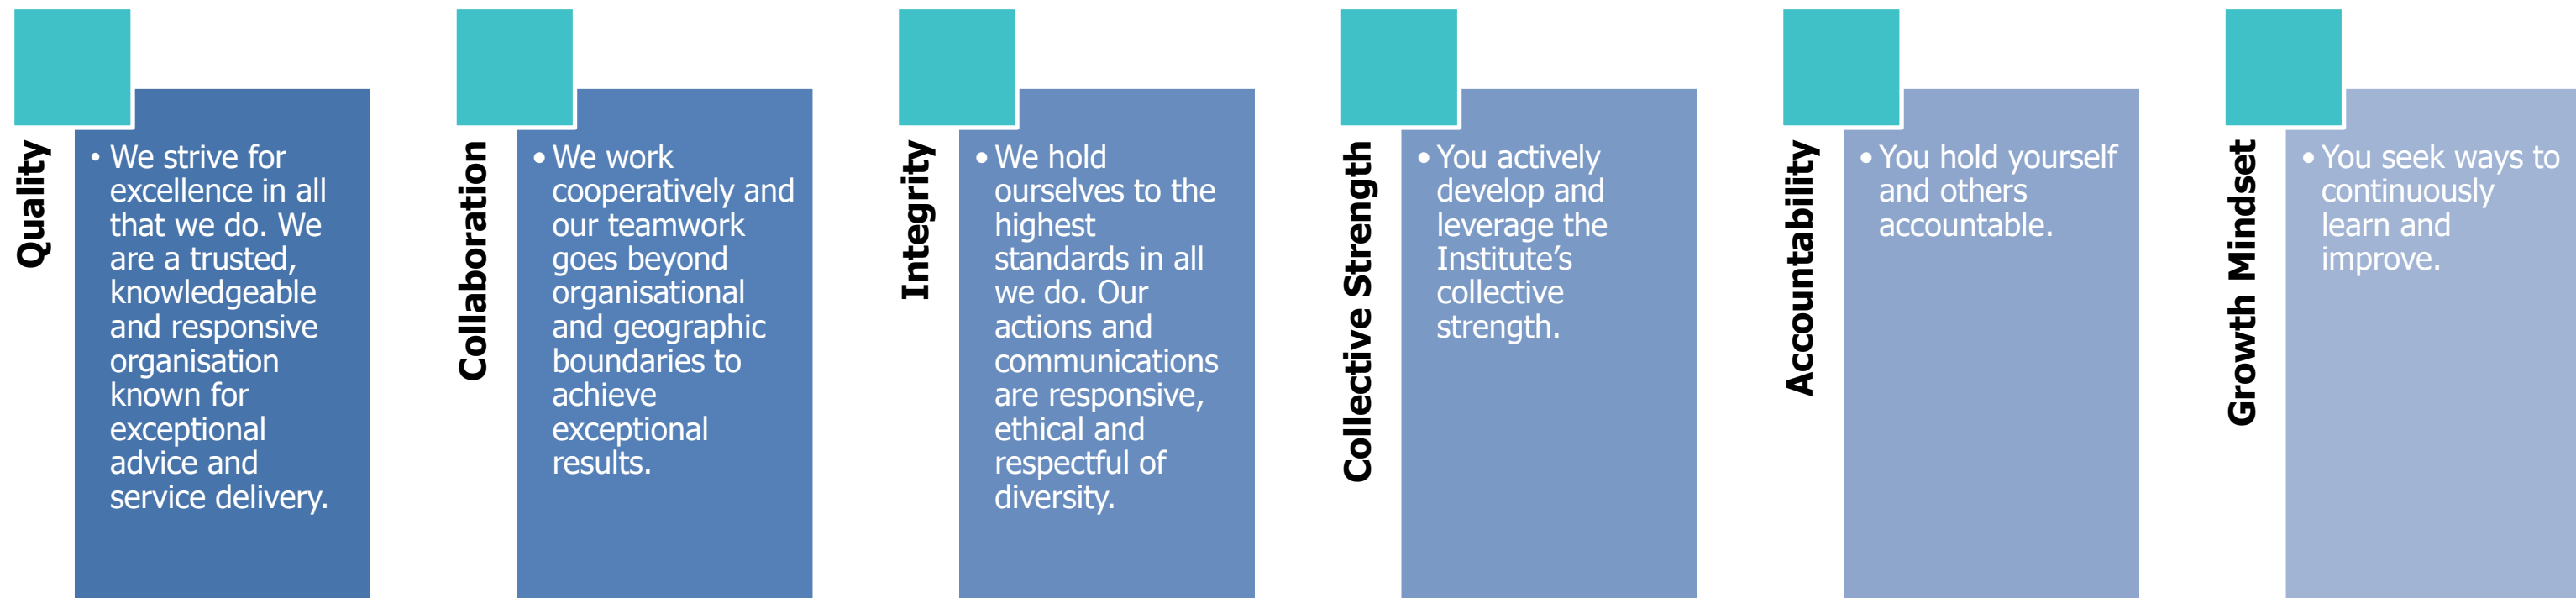 Quality
• We strive for
excellence in all
that we do. We
are a trusted,
knowledgeable
and responsive
organisation
known for
exceptional
advice and
service delivery.
Collaboration
• We work
cooperatively and
our teamwork
goes beyond
organisational
and geographic
boundaries to
achieve
exceptional
results.
Integrity
• We hold
ourselves to the
highest
standards in all
we do. Our
actions and
communications
are responsive,
ethical and
respectful of
diversity.
Collective Strength
• You actively
develop and
leverage the
Institute’s
collective
strength.
Accountability
• You hold yourself
and others
accountable.
Growth Mindset
• You seek ways to
continuously
learn and
improve.